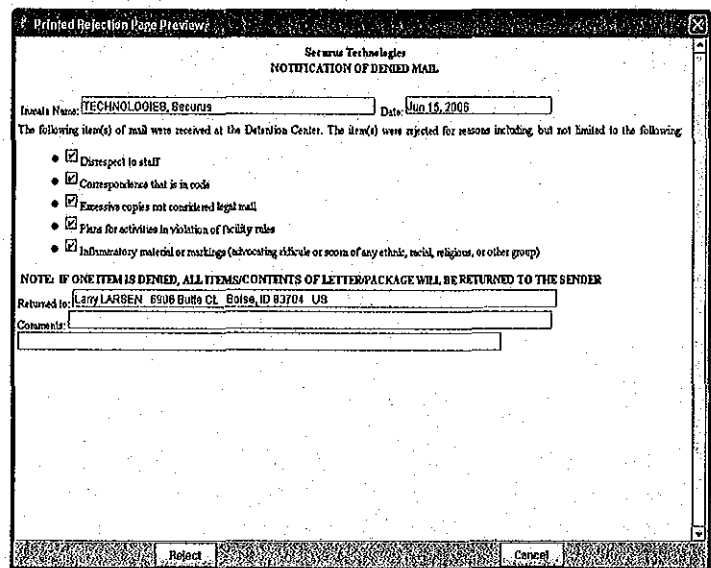 Printed Rejection Page Preview
Securus Technologies
NOTIFICATION OF DENIED MAIL
Inmate Name: TECHNOLOGIES, Securus Date: Jun 15, 2006
The following item(s) of mail were received at the Detention Center. The item(s) were rejected for reasons including, but not limited to the following:
Disrespect to staff
Correspondence that is in code
Excessive copies not considered legal mail
Plans for activities in violation of facility rules
Inflammatory material or markings (advocating ridicule or scorn of any ethnic, racial, religious, or other group)
NOTE: IF ONE ITEM IS DENIED, ALL ITEMS/CONTENTS OF LETTER/PACKAGE WILL BE RETURNED TO THE SENDER
Returned to: Larry LARSEN 6906 Butte Ct. Boise, ID 83704 US
Comments:
Reject Cancel